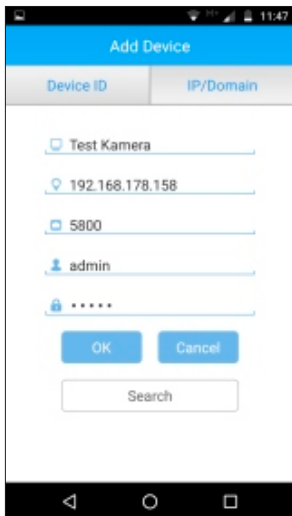 11:47
Add Device
Device ID IP/Domain
Test Kamera
192.168.178.158
5800
admin
•••••
OK Cancel
Search